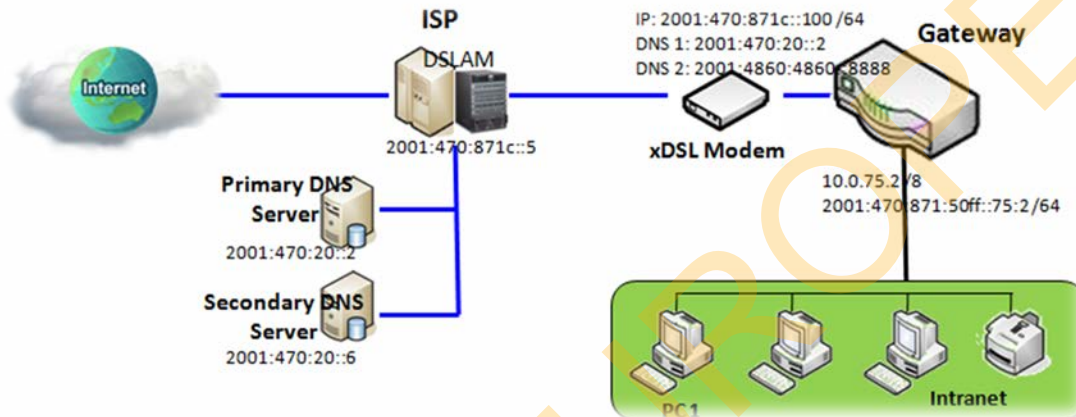 ISP
DSLAM
2001:470:871c::5
Internet
IP: 2001:470:871c::100 /64
DNS 1: 2001:470:20::2
DNS 2: 2001:4860:4860::8888
Gateway
xDSL Modem
10.0.75.2/8
2001:470:871:50ff::75:2/64
Primary DNS
Server
2001:470:20::2
Secondary DNS
Server
2001:470:20::6
PC1
Intranet